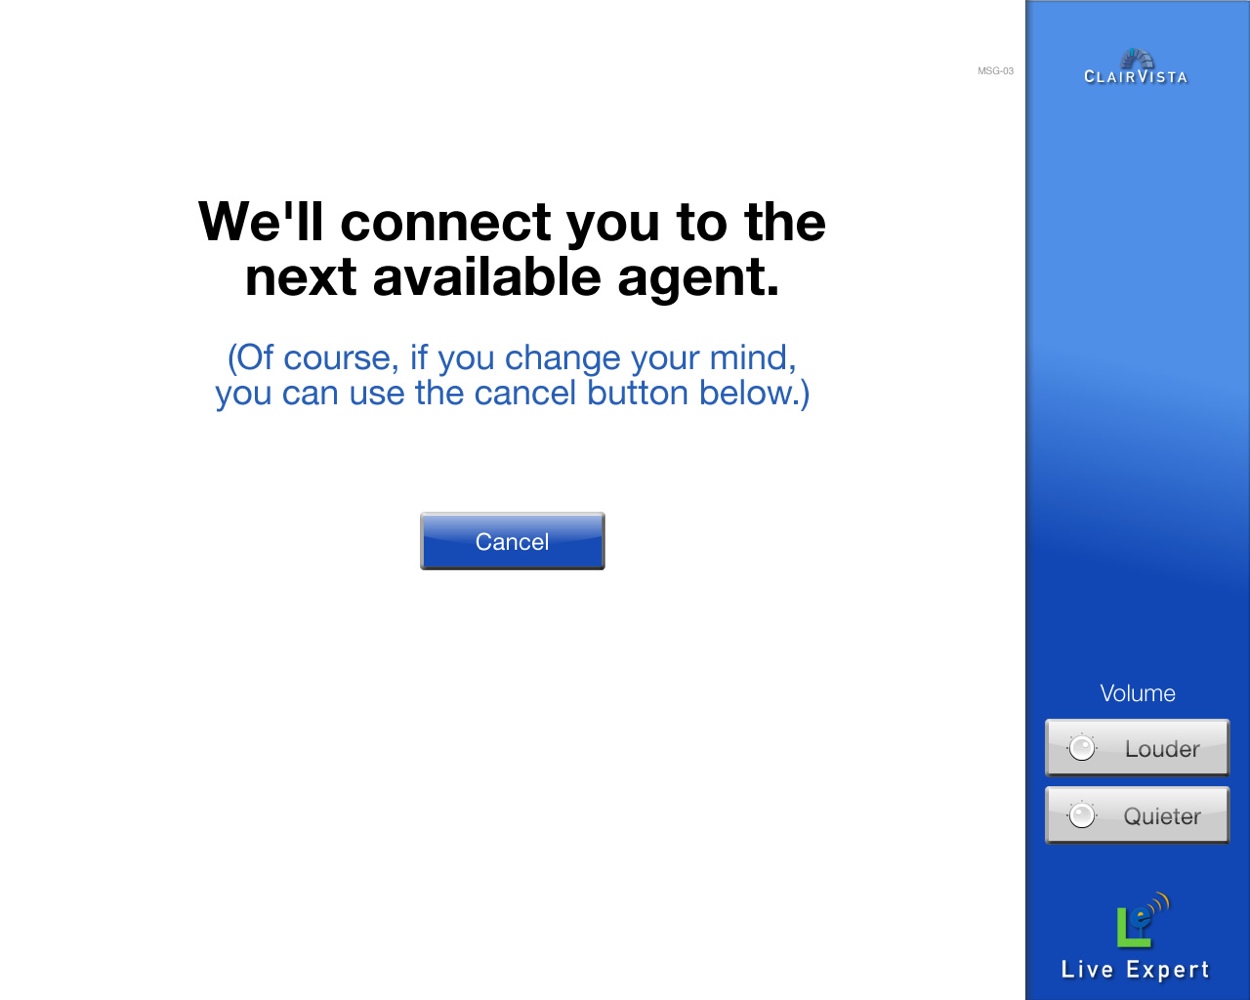 MSG-03
CLAIRVISTA
We'll connect you to the
next available agent.
(Of course, if you change your mind,
you can use the cancel button below.)
Cancel
Volume
Louder
Quieter
Le
Live Expert